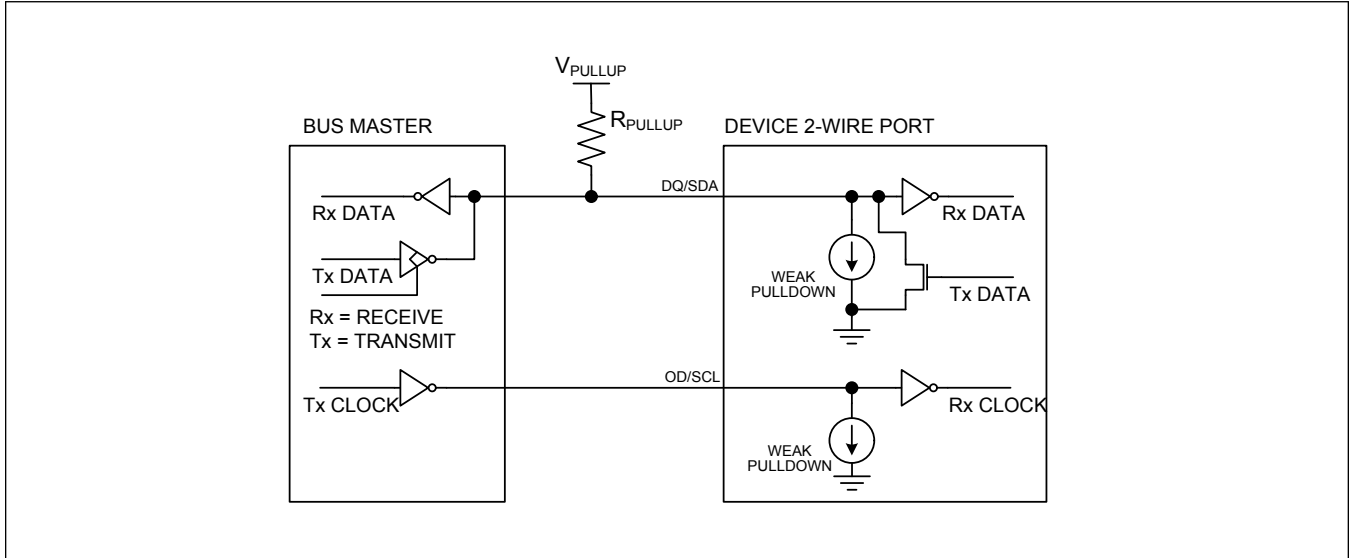 VPULLUP
RPULLUP
BUS MASTER
DEVICE 2-WIRE PORT
DQ/SDA
Rx DATA
Rx DATA
Tx DATA
WEAK
PULLDOWN
Tx DATA
Rx = RECEIVE
Tx = TRANSMIT
OD/SCL
Tx CLOCK
Rx CLOCK
WEAK
PULLDOWN